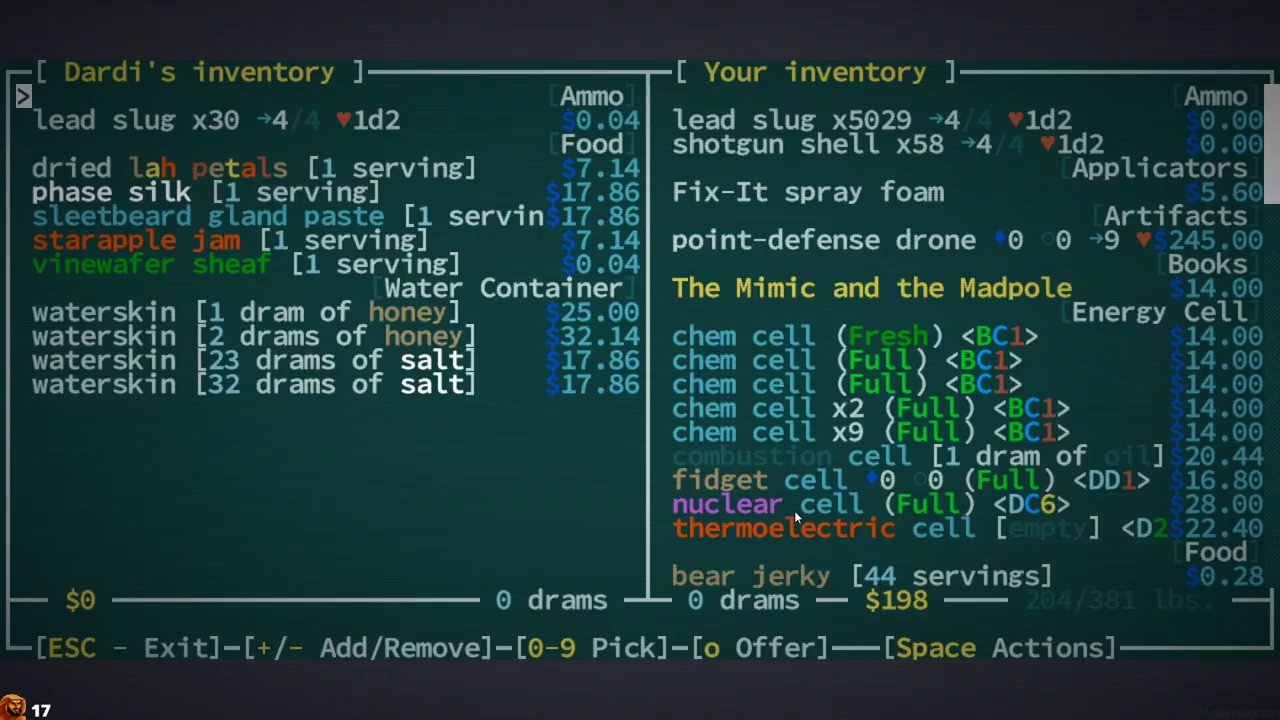 [ Dardi's inventory ]
>
[Ammo]
lead slug x30 →4/4 ♥1d2 $0.04
[Food]
dried lah petals [1 serving] $7.14
phase silk [1 serving] $17.86
sleetbeard gland paste [1 servin$17.86
starapple jam [1 serving] $7.14
vinewafer sheaf [1 serving] $0.04
[Water Container]
waterskin [1 dram of honey] $25.00
waterskin [2 drams of honey] $32.14
waterskin [23 drams of salt] $17.86
waterskin [32 drams of salt] $17.86
$0 0 drams
[ Your inventory ]
[Ammo]
lead slug x5029 →4/4 ♥1d2 $0.00
shotgun shell x58 →4/4 ♥1d2 $0.00
[Applicators]
Fix-It spray foam $5.60
[Artifacts]
point-defense drone ♦0 ○0 →9 ♥$245.00
[Books]
The Mimic and the Madpole $14.00
[Energy Cell]
chem cell (Fresh) <BC1> $14.00
chem cell (Full) <BC1> $14.00
chem cell (Full) <BC1> $14.00
chem cell x2 (Full) <BC1> $14.00
chem cell x9 (Full) <BC1> $14.00
combustion cell [1 dram of oil]$20.44
fidget cell ♦0 ○0 (Full) <DD1> $16.80
nuclear cell (Full) <DC6> $28.00
thermoelectric cell [empty] <D2$22.40
[Food]
bear jerky [44 servings] $0.28
0 drams $198 204/381 lbs.
[ESC - Exit] [+/- Add/Remove] [0-9 Pick] [o Offer] [Space Actions]
17